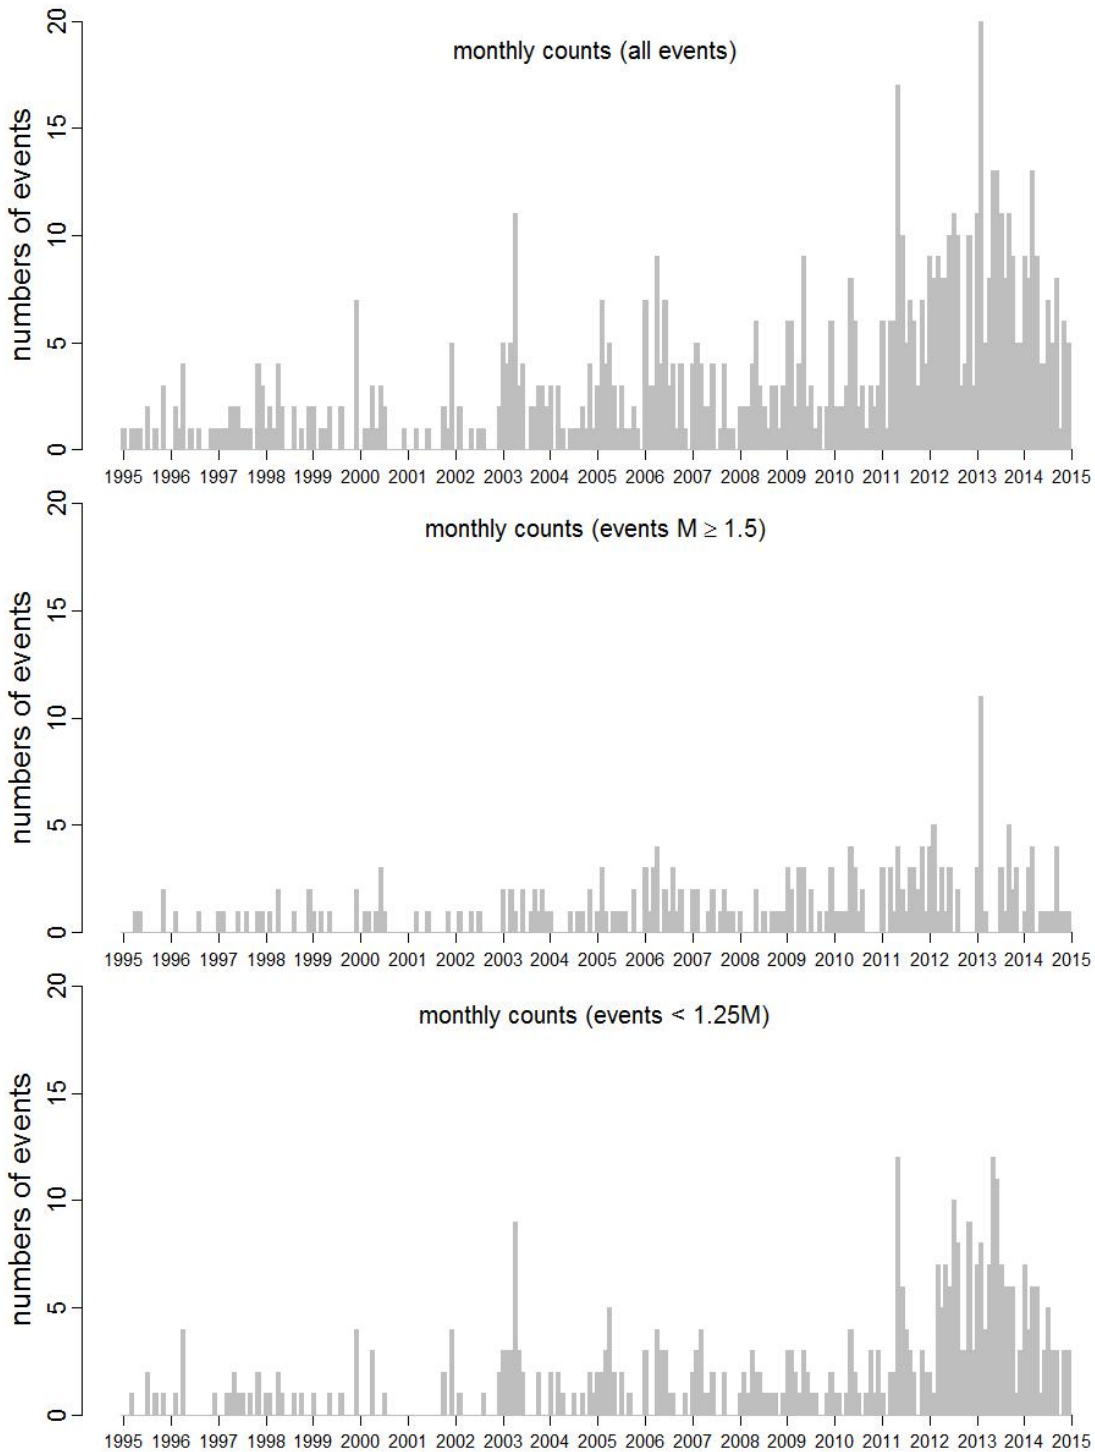 monthly counts (all events)
numbers of events
0 5 10 15 20
1995 1996 1997 1998 1999 2000 2001 2002 2003 2004 2005 2006 2007 2008 2009 2010 2011 2012 2013 2014 2015
monthly counts (events M ≥ 1.5)
numbers of events
0 5 10 15 20
1995 1996 1997 1998 1999 2000 2001 2002 2003 2004 2005 2006 2007 2008 2009 2010 2011 2012 2013 2014 2015
monthly counts (events < 1.25M)
numbers of events
0 5 10 15 20
1995 1996 1997 1998 1999 2000 2001 2002 2003 2004 2005 2006 2007 2008 2009 2010 2011 2012 2013 2014 2015